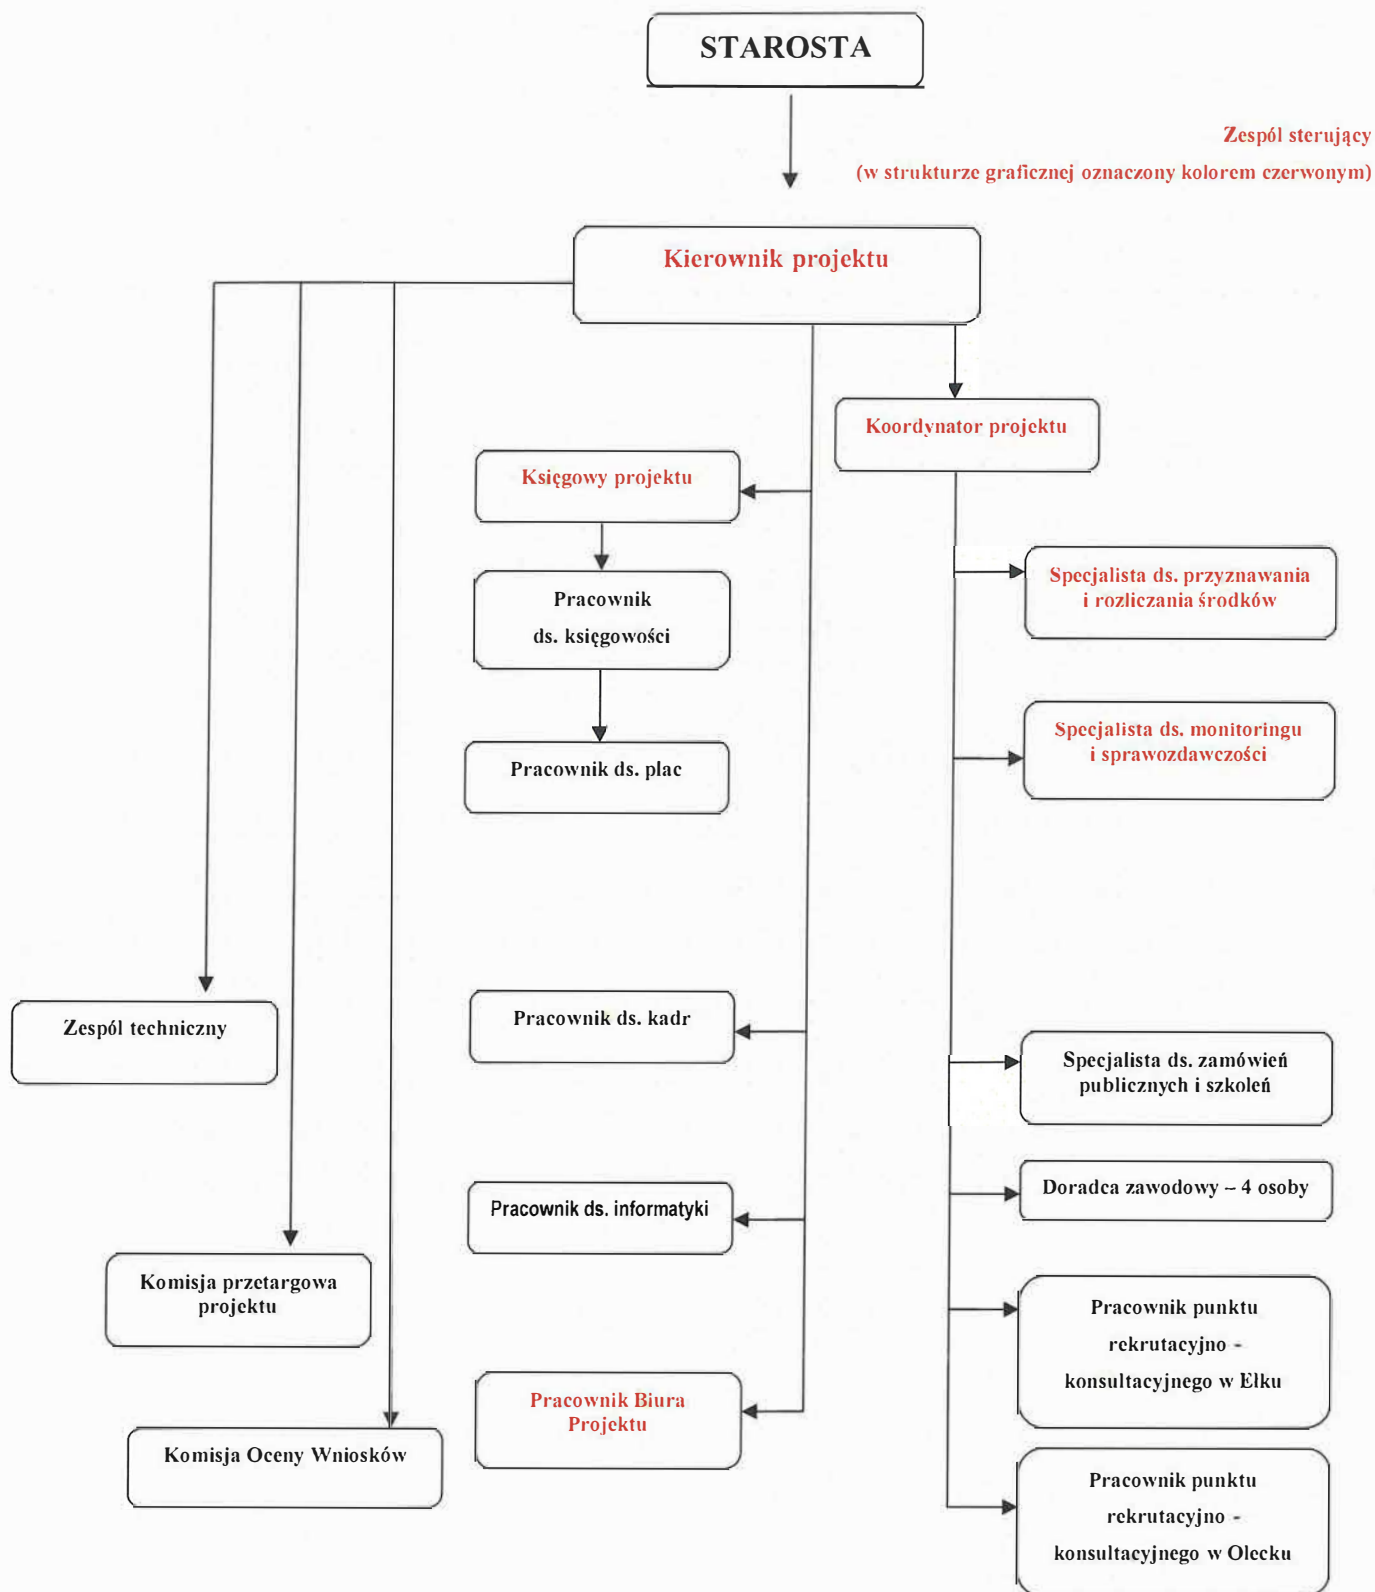 STAROSTA
Zespół sterujący
(w strukturze graficznej oznaczony kolorem czerwonym)
Kierownik projektu
Koordynator projektu
Księgowy projektu
Specjalista ds. przyznawania
i rozliczania środków
Pracownik
ds. księgowości
Specjalista ds. monitoringu
i sprawozdawczości
Pracownik ds. płac
Zespół techniczny
Pracownik ds. kadr
Specjalista ds. zamówień
publicznych i szkoleń
Doradca zawodowy – 4 osoby
Pracownik ds. informatyki
Komisja przetargowa
projektu
Pracownik punktu
rekrutacyjno -
konsultacyjnego w Ełku
Pracownik Biura
Projektu
Komisja Oceny Wniosków
Pracownik punktu
rekrutacyjno -
konsultacyjnego w Olecku